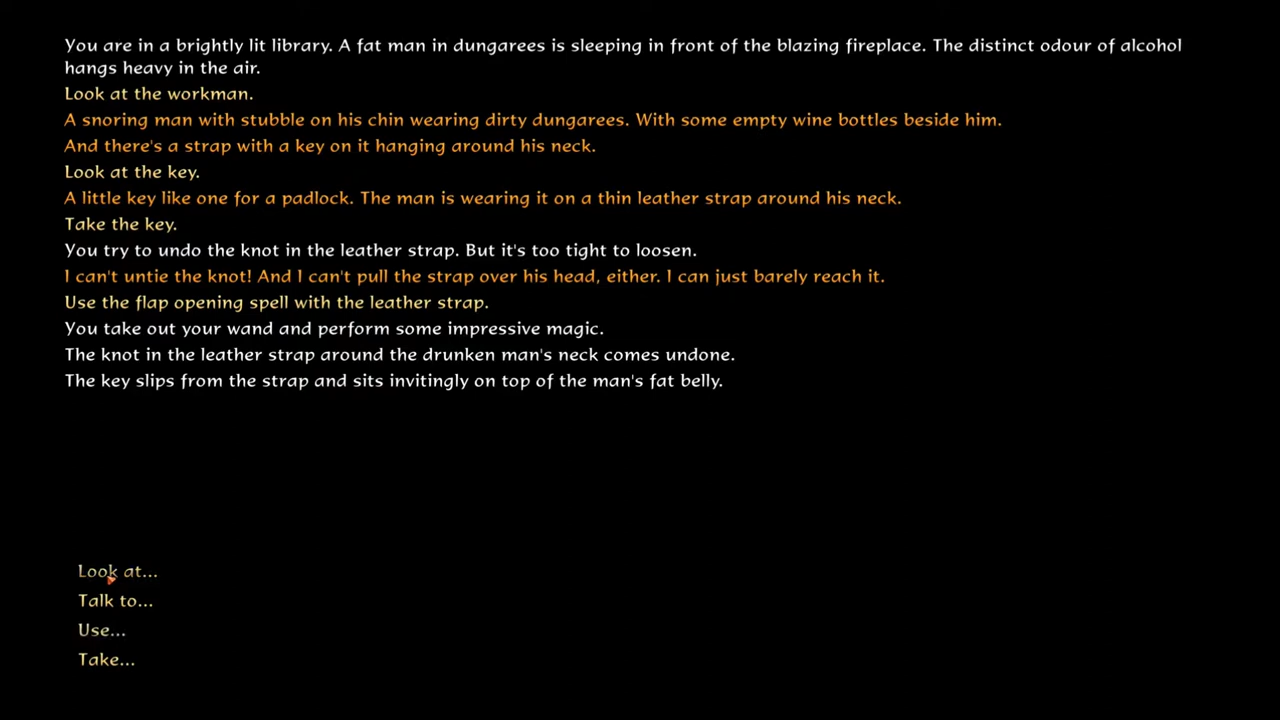 You are in a brightly lit library. A fat man in dungarees is sleeping in front of the blazing fireplace. The distinct odour of alcohol
hangs heavy in the air.
Look at the workman.
A snoring man with stubble on his chin wearing dirty dungarees. With some empty wine bottles beside him.
And there's a strap with a key on it hanging around his neck.
Look at the key.
A little key like one for a padlock. The man is wearing it on a thin leather strap around his neck.
Take the key.
You try to undo the knot in the leather strap. But it's too tight to loosen.
I can't untie the knot! And I can't pull the strap over his head, either. I can just barely reach it.
Use the flap opening spell with the leather strap.
You take out your wand and perform some impressive magic.
The knot in the leather strap around the drunken man's neck comes undone.
The key slips from the strap and sits invitingly on top of the man's fat belly.
Look at...
Talk to...
Use...
Take...